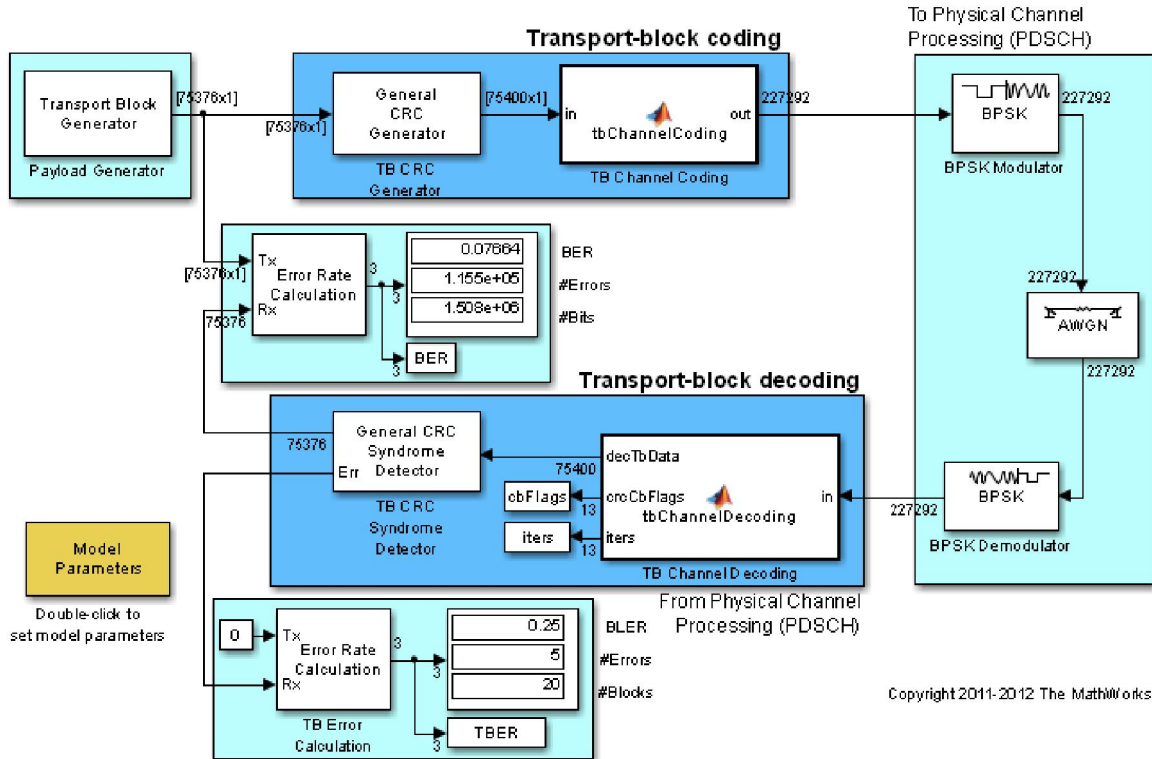 Transport-block coding
To Physical Channel
Processing (PDSCH)
Transport Block
Generator
Payload Generator
[75376x1]
[75376x1]
General
CRC
Generator
TB CRC
Generator
[75400x1]
in
tbChannelCoding
out
TB Channel Coding
227292
BPSK
227292
BPSK Modulator
227292
AWGN
227292
[75376x1]
Tx
Rx
Error Rate
Calculation
75376
3
3
3
0.07664
1.155e+05
1.508e+06
BER
#Errors
#Bits
BER
Transport-block decoding
75376
Err
General CRC
Syndrome
Detector
TB CRC
Syndrome
Detector
75400
decTbData
cbFlags
13
crcCbFlags
tbChannelDecoding
in
iters
13
iters
TB Channel Decoding
227292
BPSK
BPSK Demodulator
From Physical Channel
Processing (PDSCH)
Model
Parameters
Double-click to
set model parameters
0
Tx
Rx
Error Rate
Calculation
TB Error
Calculation
3
3
3
0.25
5
20
BLER
#Errors
#Blocks
TBER
Copyright 2011-2012 The MathWorks